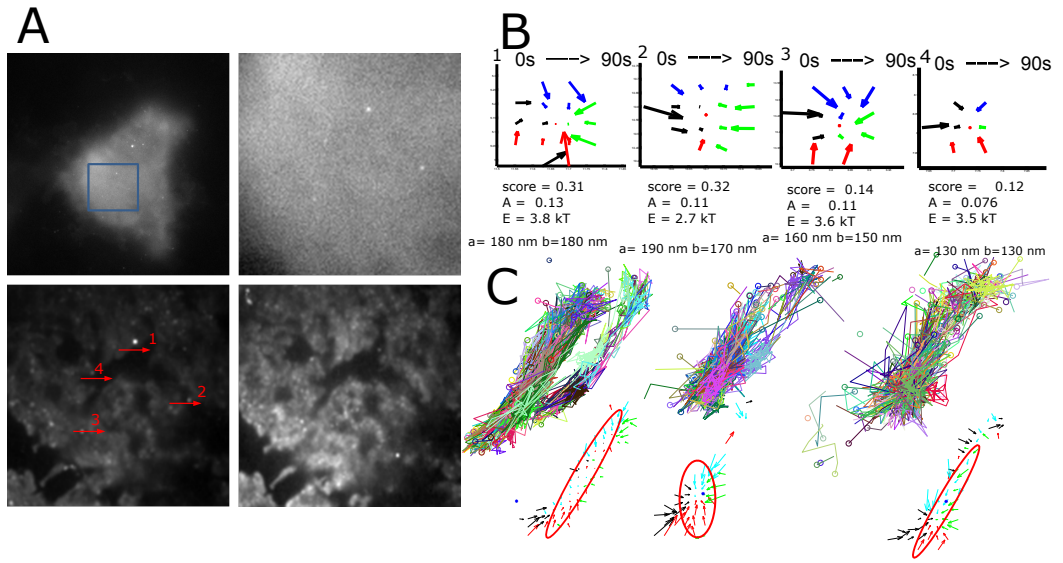 A
1
4
2
3
B
1 0s ----> 90s
2 0s ----> 90s
3 0s ----> 90s
4 0s ----> 90s
score = 0.31
A = 0.13
E = 3.8 kT
a= 180 nm b=180 nm
score = 0.32
A = 0.11
E = 2.7 kT
a= 190 nm b=170 nm
score = 0.14
A = 0.11
E = 3.6 kT
a= 160 nm b=150 nm
score = 0.12
A = 0.076
E = 3.5 kT
a= 130 nm b=130 nm
C